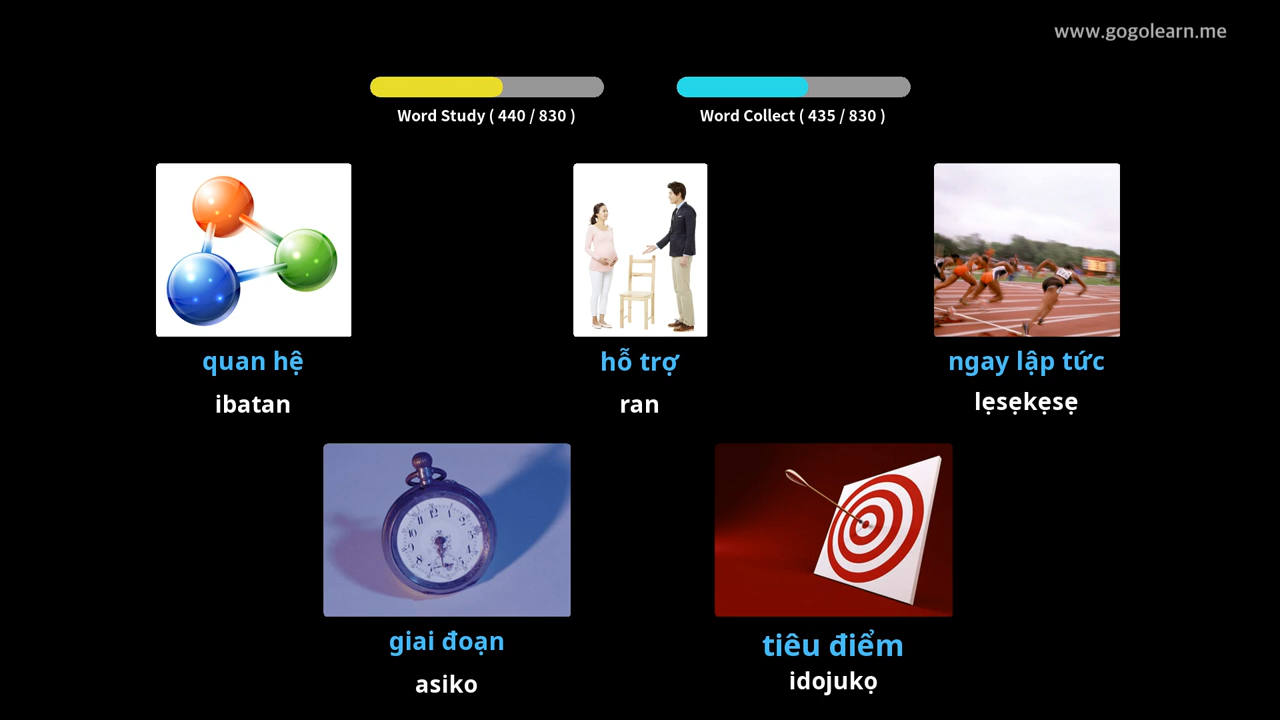 www.gogolearn.me
Word Study ( 440 / 830 )
Word Collect ( 435 / 830 )
quan hệ
ibatan
hỗ trợ
ran
ngay lập tức
lẹsẹkẹsẹ
giai đoạn
asiko
tiêu điểm
idojukọ